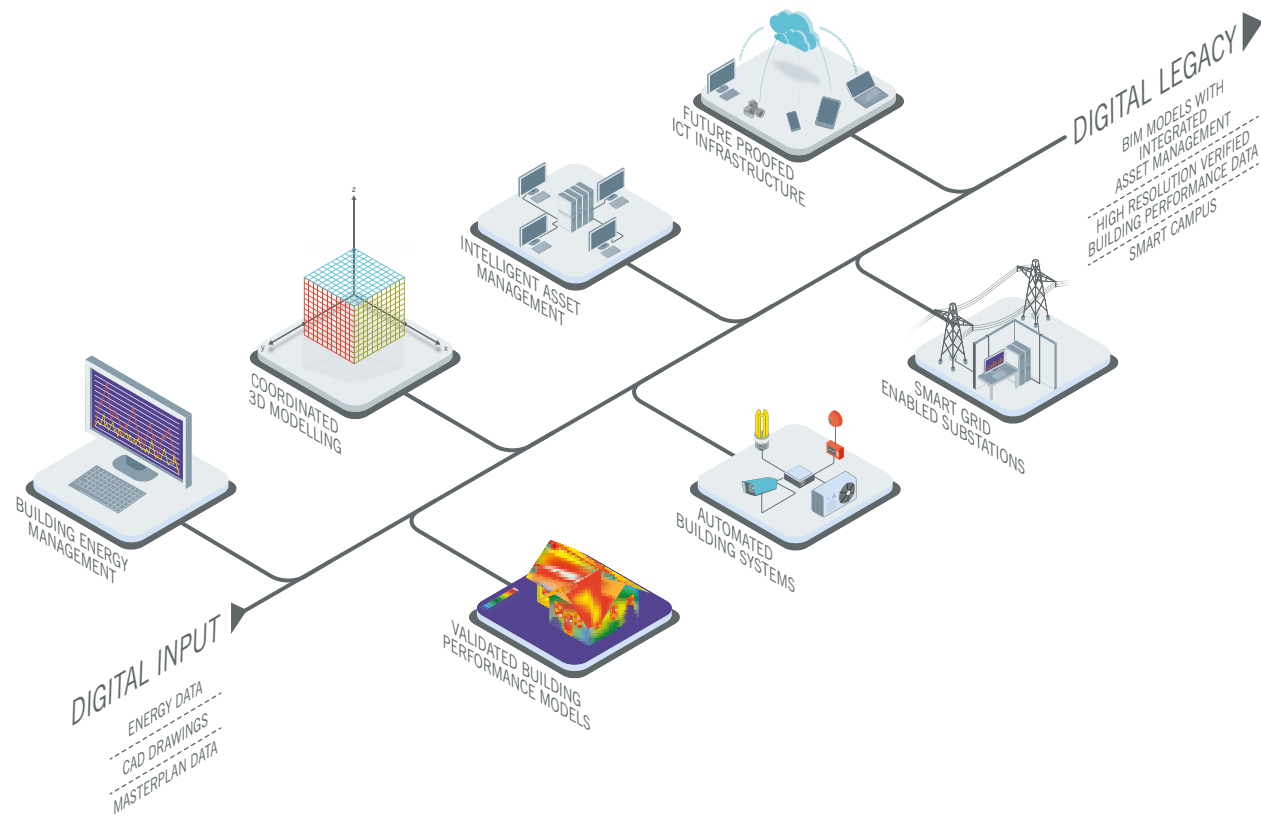 FUTURE PROOFED
ICT INFRASTRUCTURE
DIGITAL LEGACY
BIM MODELS WITH
INTEGRATED
ASSET MANAGEMENT
HIGH RESOLUTION VERIFIED
BUILDING PERFORMANCE DATA
SMART CAMPUS
INTELLIGENT ASSET
MANAGEMENT
z
y
x
COORDINATED
3D MODELLING
SMART GRID
ENABLED SUBSTATIONS
BUILDING ENERGY
MANAGEMENT
AUTOMATED
BUILDING SYSTEMS
VALIDATED BUILDING
PERFORMANCE MODELS
DIGITAL INPUT
ENERGY DATA
CAD DRAWINGS
MASTERPLAN DATA